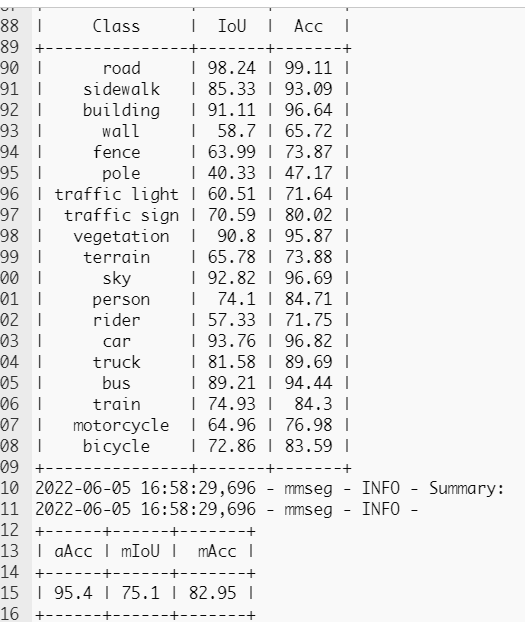 88 |     Class     |  IoU  |  Acc  |
89 +---------------+-------+-------+
90 |      road     | 98.24 | 99.11 |
91 |    sidewalk   | 85.33 | 93.09 |
92 |    building   | 91.11 | 96.64 |
93 |      wall     |  58.7 | 65.72 |
94 |     fence     | 63.99 | 73.87 |
95 |      pole     | 40.33 | 47.17 |
96 | traffic light | 60.51 | 71.64 |
97 |  traffic sign | 70.59 | 80.02 |
98 |   vegetation  |  90.8 | 95.87 |
99 |    terrain    | 65.78 | 73.88 |
00 |      sky      | 92.82 | 96.69 |
01 |     person    |  74.1 | 84.71 |
02 |     rider     | 57.33 | 71.75 |
03 |      car      | 93.76 | 96.82 |
04 |     truck     | 81.58 | 89.69 |
05 |      bus      | 89.21 | 94.44 |
06 |     train     | 74.93 |  84.3 |
07 |   motorcycle  | 64.96 | 76.98 |
08 |    bicycle    | 72.86 | 83.59 |
09 +---------------+-------+-------+
10 2022-06-05 16:58:29,696 - mmseg - INFO - Summary:
11 2022-06-05 16:58:29,696 - mmseg - INFO -
12 +------+------+-------+
13 | aAcc | mIoU |  mAcc |
14 +------+------+-------+
15 | 95.4 | 75.1 | 82.95 |
16 +------+------+-------+